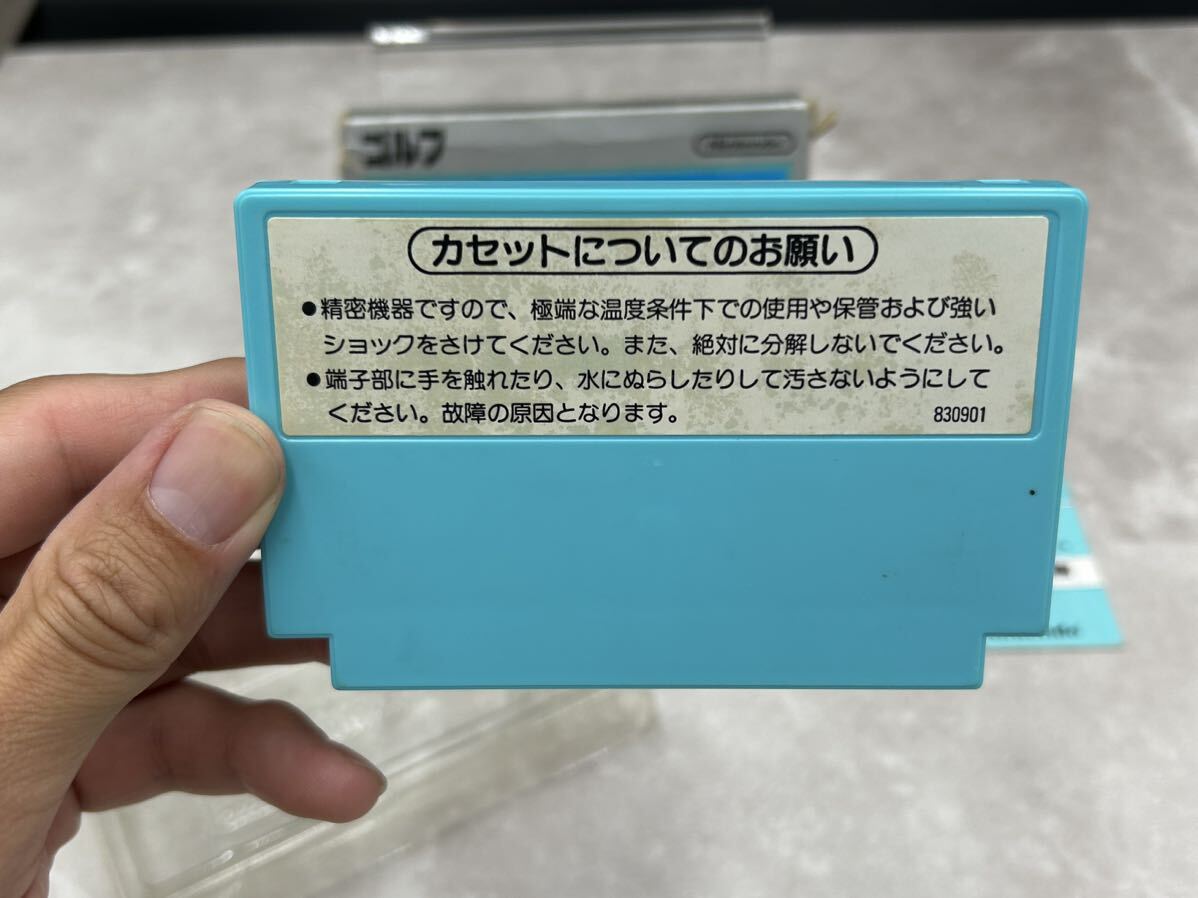 ゴルフ
Nintendo
カセットについてのお願い
●精密機器ですので、極端な温度条件下での使用や保管および強い
ショックをさけてください。また、絶対に分解しないでください。
●端子部に手を触れたり、水にぬらしたりして汚さないようにして
ください。故障の原因となります。
830901